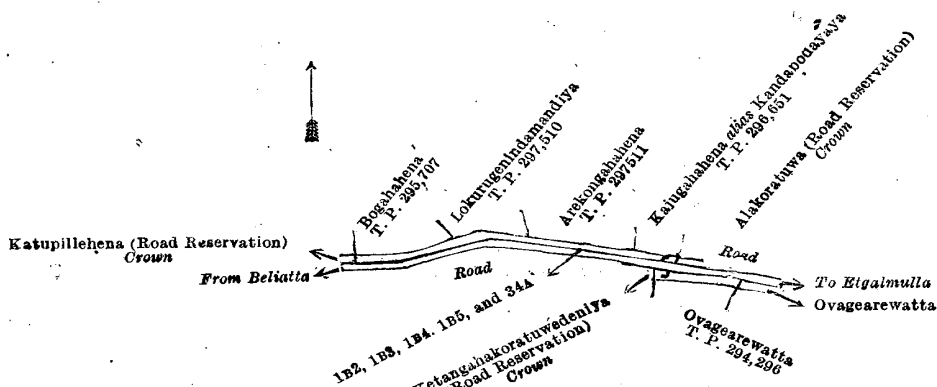 Bogahahena
T. P. 295,707
Lokurugenindamandiya
T. P. 297,510
Arekongahahena
T. P. 297511
Kajugahahena alias Kandapodayaya
T. P. 296,651
Alakoratuwa (Road Reservation)
Crown
Katupillehena (Road Reservation)
Crown
From Beliatta
Road
Road
To Etgalmulla
Ovagearewatta
1B2, 1B3, 1B4. 1B5, and 34A
Ketangahakoratuwedeniya
(Road Reservation)
Crown
Ovagearewatta
T. P. 294,296